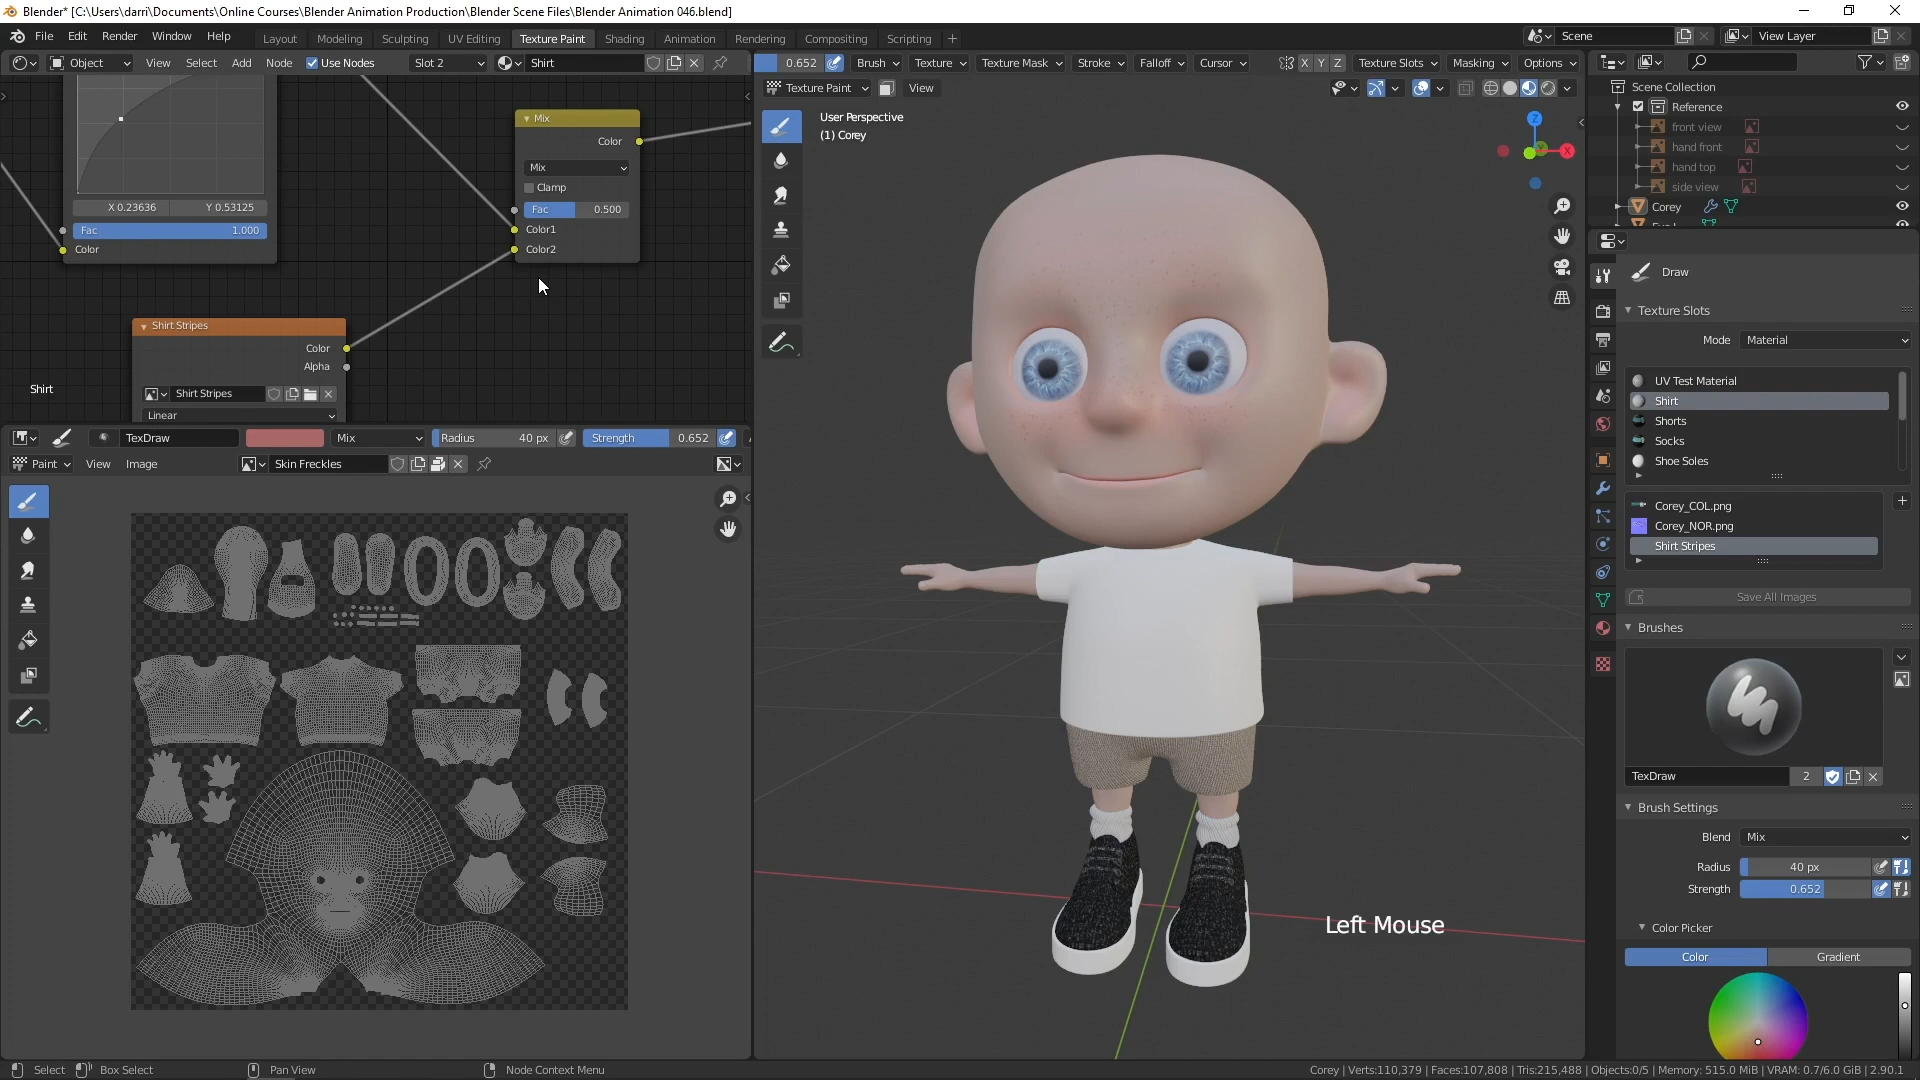 Blender* [C:\Users\darri\Documents\Online Courses\Blender Animation Production\Blender Scene Files\Blender Animation 046.blend]
File Edit Render Window Help Layout Modeling Sculpting UV Editing Texture Paint Shading Animation Rendering Compositing Scripting + Scene View Layer
Object View Select Add Node Use Nodes Slot 2 Shirt
0.652 Brush Texture Texture Mask Stroke Falloff Cursor X Y Z Texture Slots Masking Options
Texture Paint View
User Perspective
(1) Corey
Z
X
Mix
Color
Mix
Clamp
Fac 0.500
Color1
Color2
X 0.23636 Y 0.53125
Fac 1.000
Color
Shirt Stripes
Color
Alpha
Shirt Stripes
Linear
Shirt
TexDraw Mix Radius 40 px Strength 0.652
Paint View Image Skin Freckles
Left Mouse
Scene Collection
Reference
front view
hand front
hand top
side view
Corey
Draw
Texture Slots
Mode Material
UV Test Material
Shirt
Shorts
Socks
Shoe Soles
Corey_COL.png
Corey_NOR.png
Shirt Stripes
Save All Images
Brushes
TexDraw 2
Brush Settings
Blend Mix
Radius 40 px
Strength 0.652
Color Picker
Color Gradient
Select Box Select Pan View Node Context Menu Corey | Verts:110,379 | Faces:107,808 | Tris:215,488 | Objects:0/5 | Memory: 515.0 MiB | VRAM: 0.7/6.0 GiB | 2.90.1